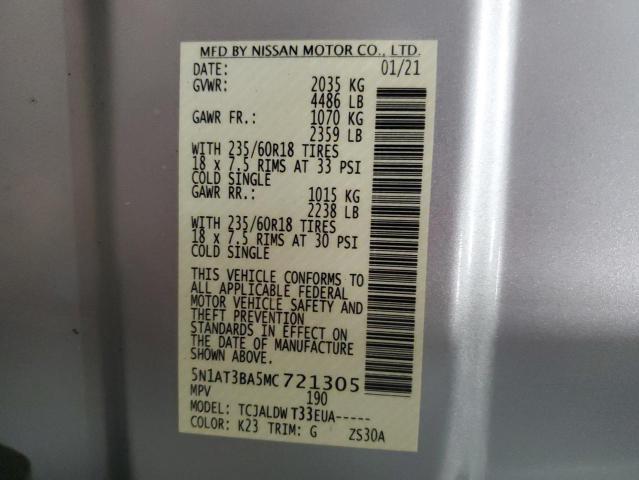 MFD BY NISSAN MOTOR CO., LTD.
DATE: 01/21
GVWR: 2035 KG
4486 LB
GAWR FR.: 1070 KG
2359 LB
WITH 235/60R18 TIRES
18 x 7.5 RIMS AT 33 PSI
COLD SINGLE
GAWR RR.: 1015 KG
2238 LB
WITH 235/60R18 TIRES
18 x 7.5 RIMS AT 30 PSI
COLD SINGLE
THIS VEHICLE CONFORMS TO
ALL APPLICABLE FEDERAL
MOTOR VEHICLE SAFETY AND
THEFT PREVENTION
STANDARDS IN EFFECT ON
THE DATE OF MANUFACTURE
SHOWN ABOVE.
5N1AT3BA5MC721305
MPV 190
MODEL: TCJALDW T33EUA-----
COLOR: K23 TRIM: G ZS30A